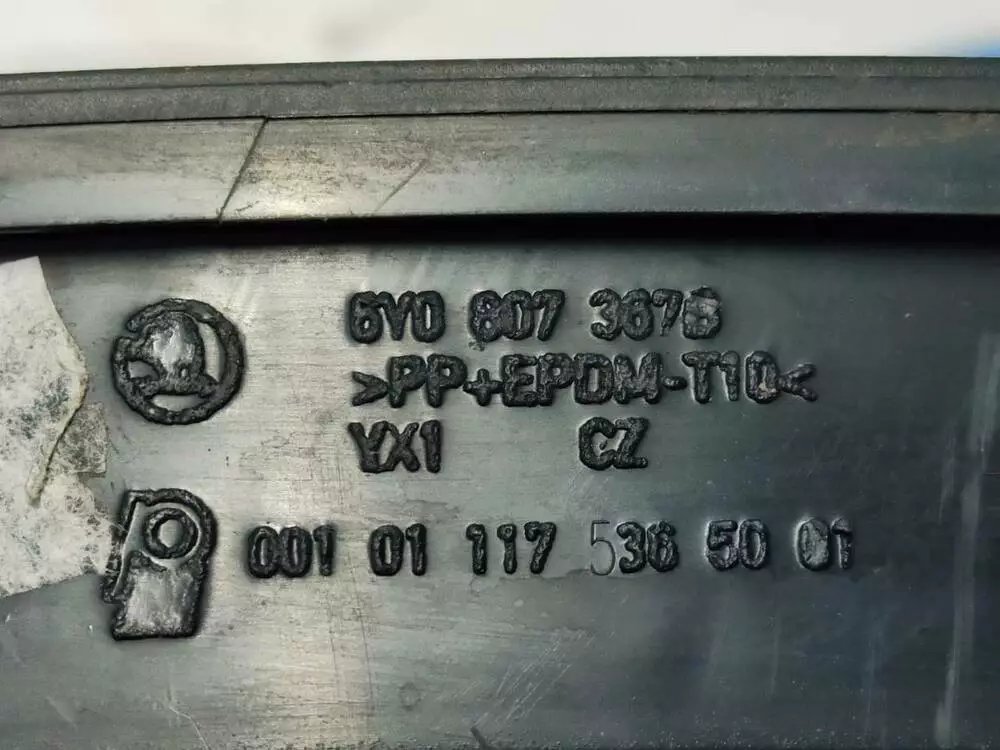 6V0 807 367B
>PP+EPDM-T10<
YX1 CZ
001 01 117 536 50 01